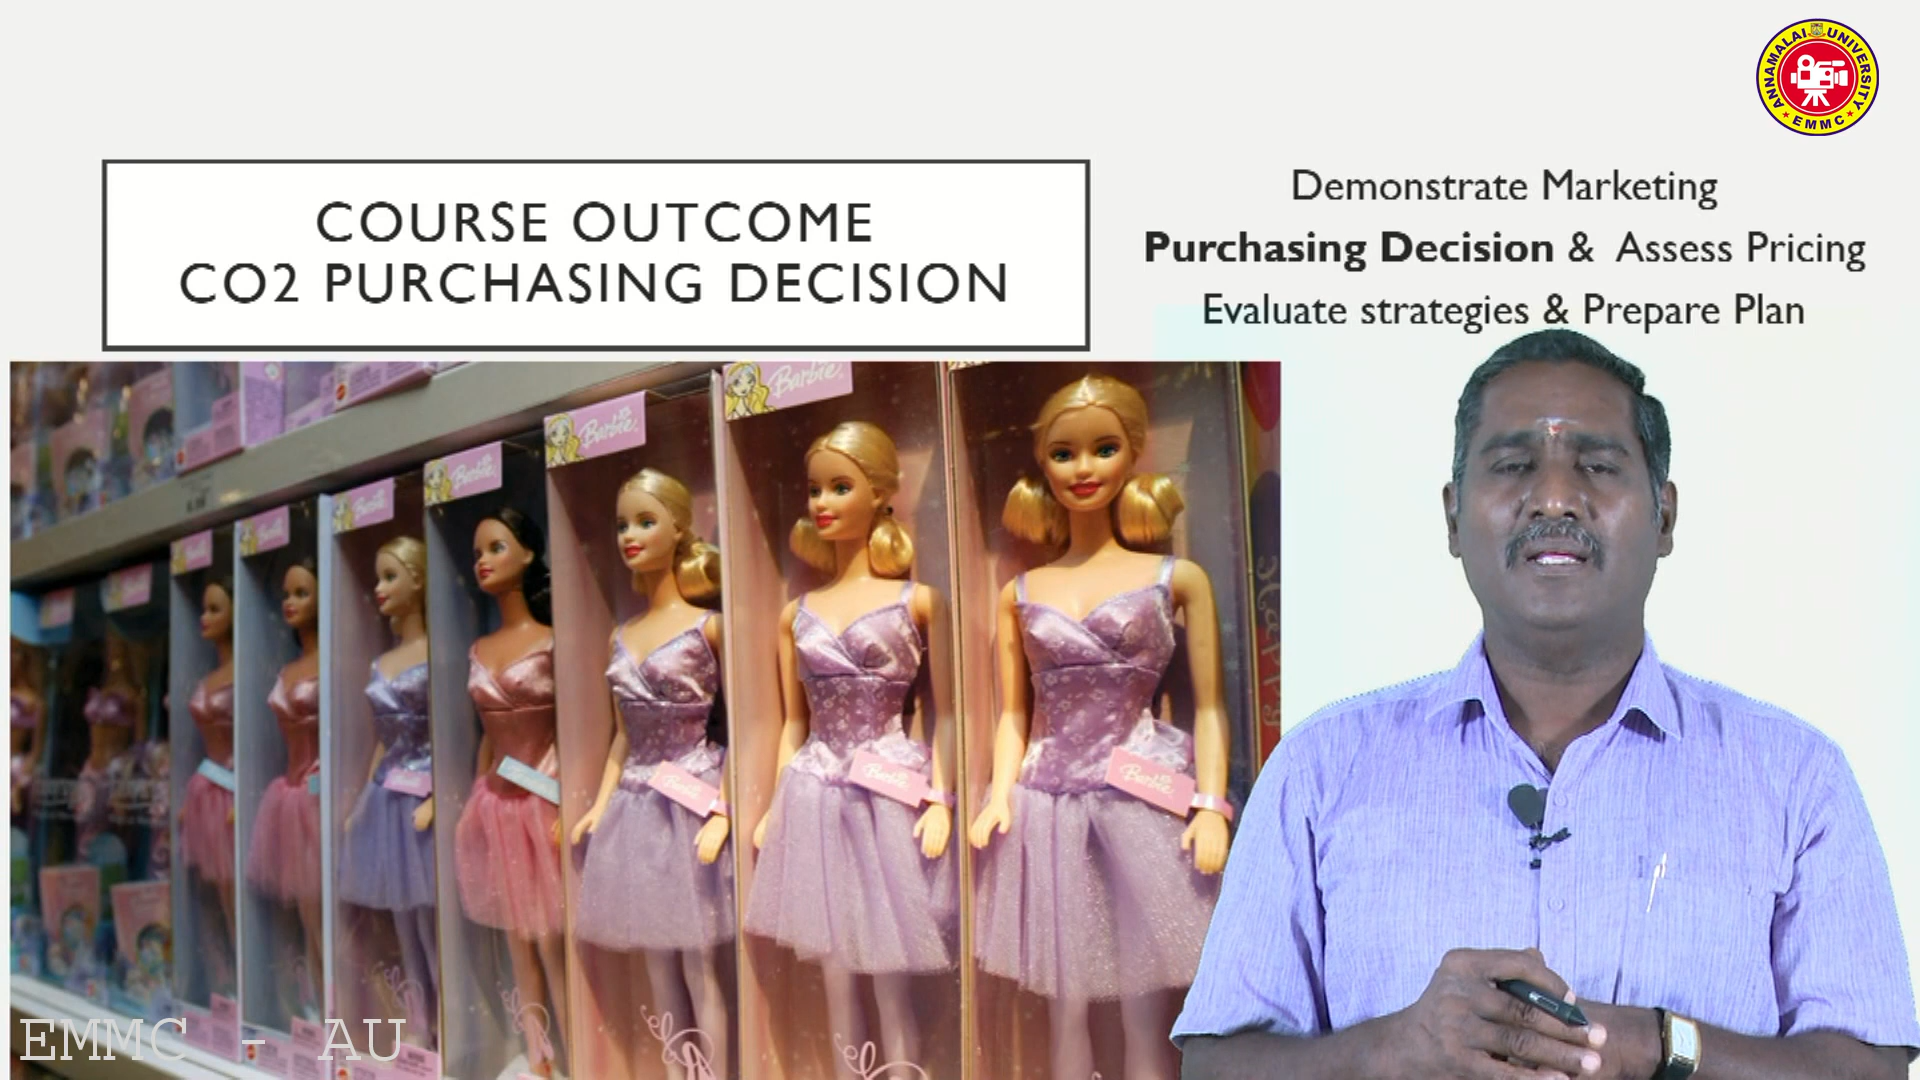 ANNAMALAI UNIVERSITY
EMMC
COURSE OUTCOME
CO2 PURCHASING DECISION
Demonstrate Marketing
Purchasing Decision & Assess Pricing
Evaluate strategies & Prepare Plan
Barbie
Barbie
Barbie
Barbie
Barbie
Barbie
Barbie
Barbie
EMMC - AU